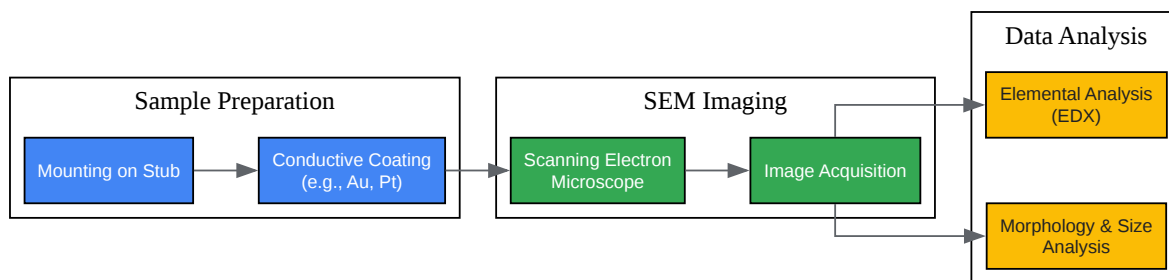 Sample Preparation
Mounting on Stub
Conductive Coating
(e.g., Au, Pt)
SEM Imaging
Scanning Electron
Microscope
Image Acquisition
Data Analysis
Elemental Analysis
(EDX)
Morphology & Size
Analysis